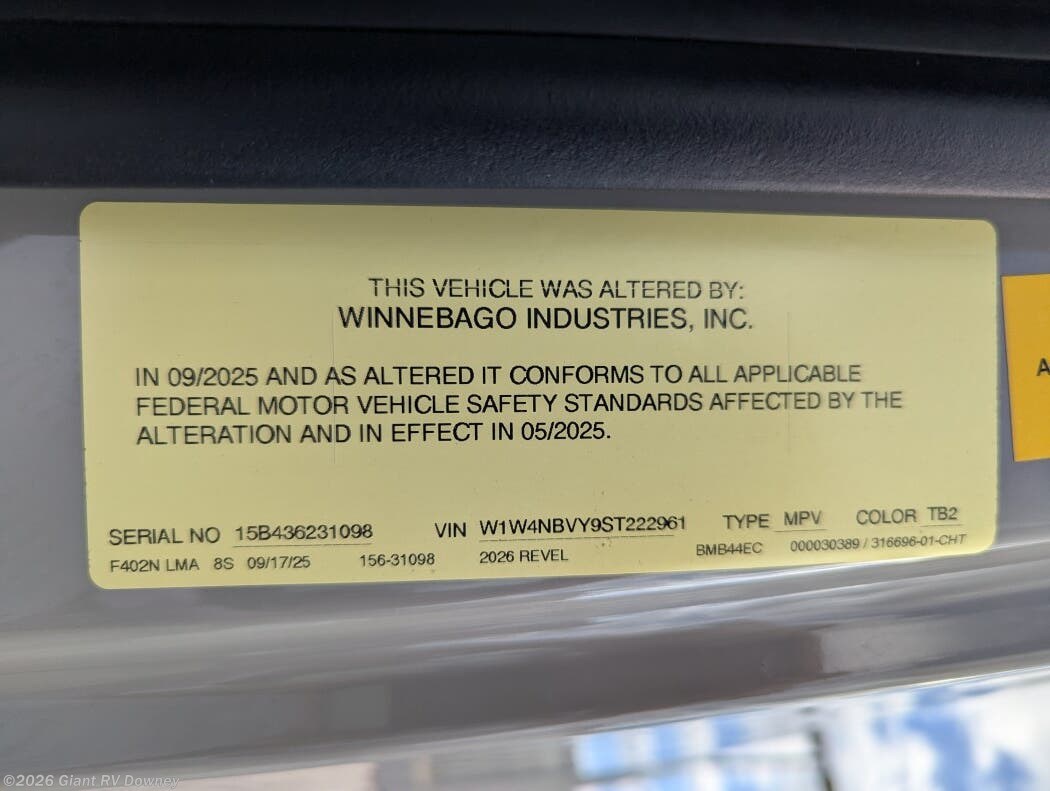 THIS VEHICLE WAS ALTERED BY:
WINNEBAGO INDUSTRIES, INC.
IN 09/2025 AND AS ALTERED IT CONFORMS TO ALL APPLICABLE
FEDERAL MOTOR VEHICLE SAFETY STANDARDS AFFECTED BY THE
ALTERATION AND IN EFFECT IN 05/2025.
SERIAL NO 15B436231098 VIN W1W4NBVY9ST222961 TYPE MPV COLOR TB2
F402N LMA 8S 09/17/25 156-31098 2026 REVEL BMB44EC 000030389 / 316696-01-CHT
A
©2026 Giant RV Downey